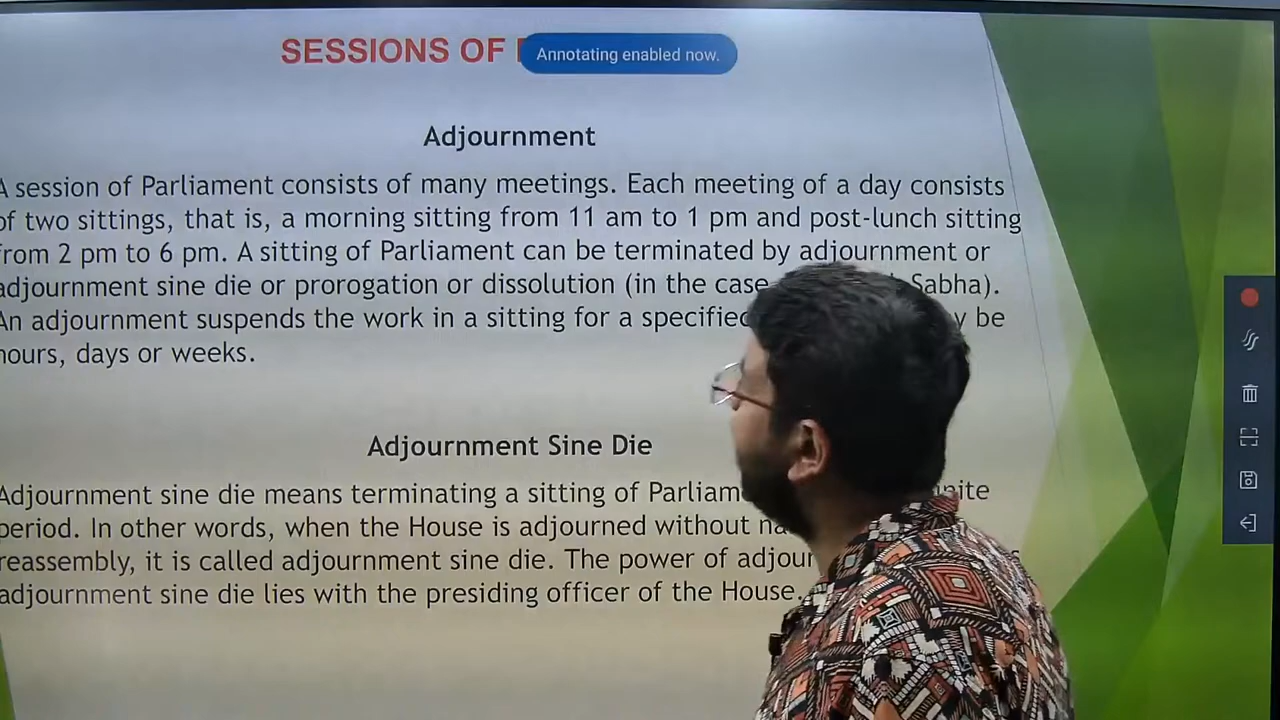 SESSIONS OF
Annotating enabled now.
Adjournment
A session of Parliament consists of many meetings. Each meeting of a day consists
of two sittings, that is, a morning sitting from 11 am to 1 pm and post-lunch sitting
from 2 pm to 6 pm. A sitting of Parliament can be terminated by adjournment or
adjournment sine die or prorogation or dissolution (in the case Sabha).
An adjournment suspends the work in a sitting for a specified be
hours, days or weeks.
Adjournment Sine Die
Adjournment sine die means terminating a sitting of
period. In other words, when the House is adjourned without
reassembly, it is called adjournment sine die. The power of
adjournment sine die lies with the presiding officer of the House.